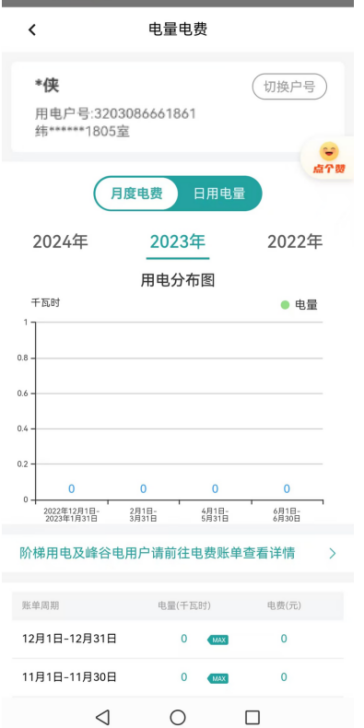 电量电费
*侠
切换户号
用电户号:3203086661861
纬******1805室
点个赞
月度电费 日用电量
2024年 2023年 2022年
用电分布图
千瓦时 电量
1
0.8
0.6
0.4
0.2
0 0 0 0
0
2022年12月1日- 2月1日- 4月1日- 6月1日-
2023年1月31日 3月31日 5月31日 6月30日
阶梯用电及峰谷电用户请前往电费账单查看详情
账单周期 电量(千瓦时) 电费(元)
12月1日-12月31日 0 MAX 0
11月1日-11月30日 0 MAX 0